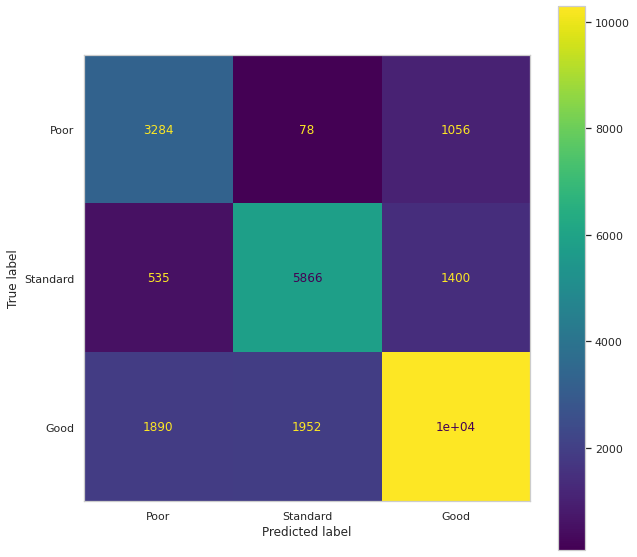 10000
Poor 3284 78 1056
8000
6000
Standard 535 5866 1400
True label
4000
Good 1890 1952 1e+04
2000
Poor Standard Good
Predicted label